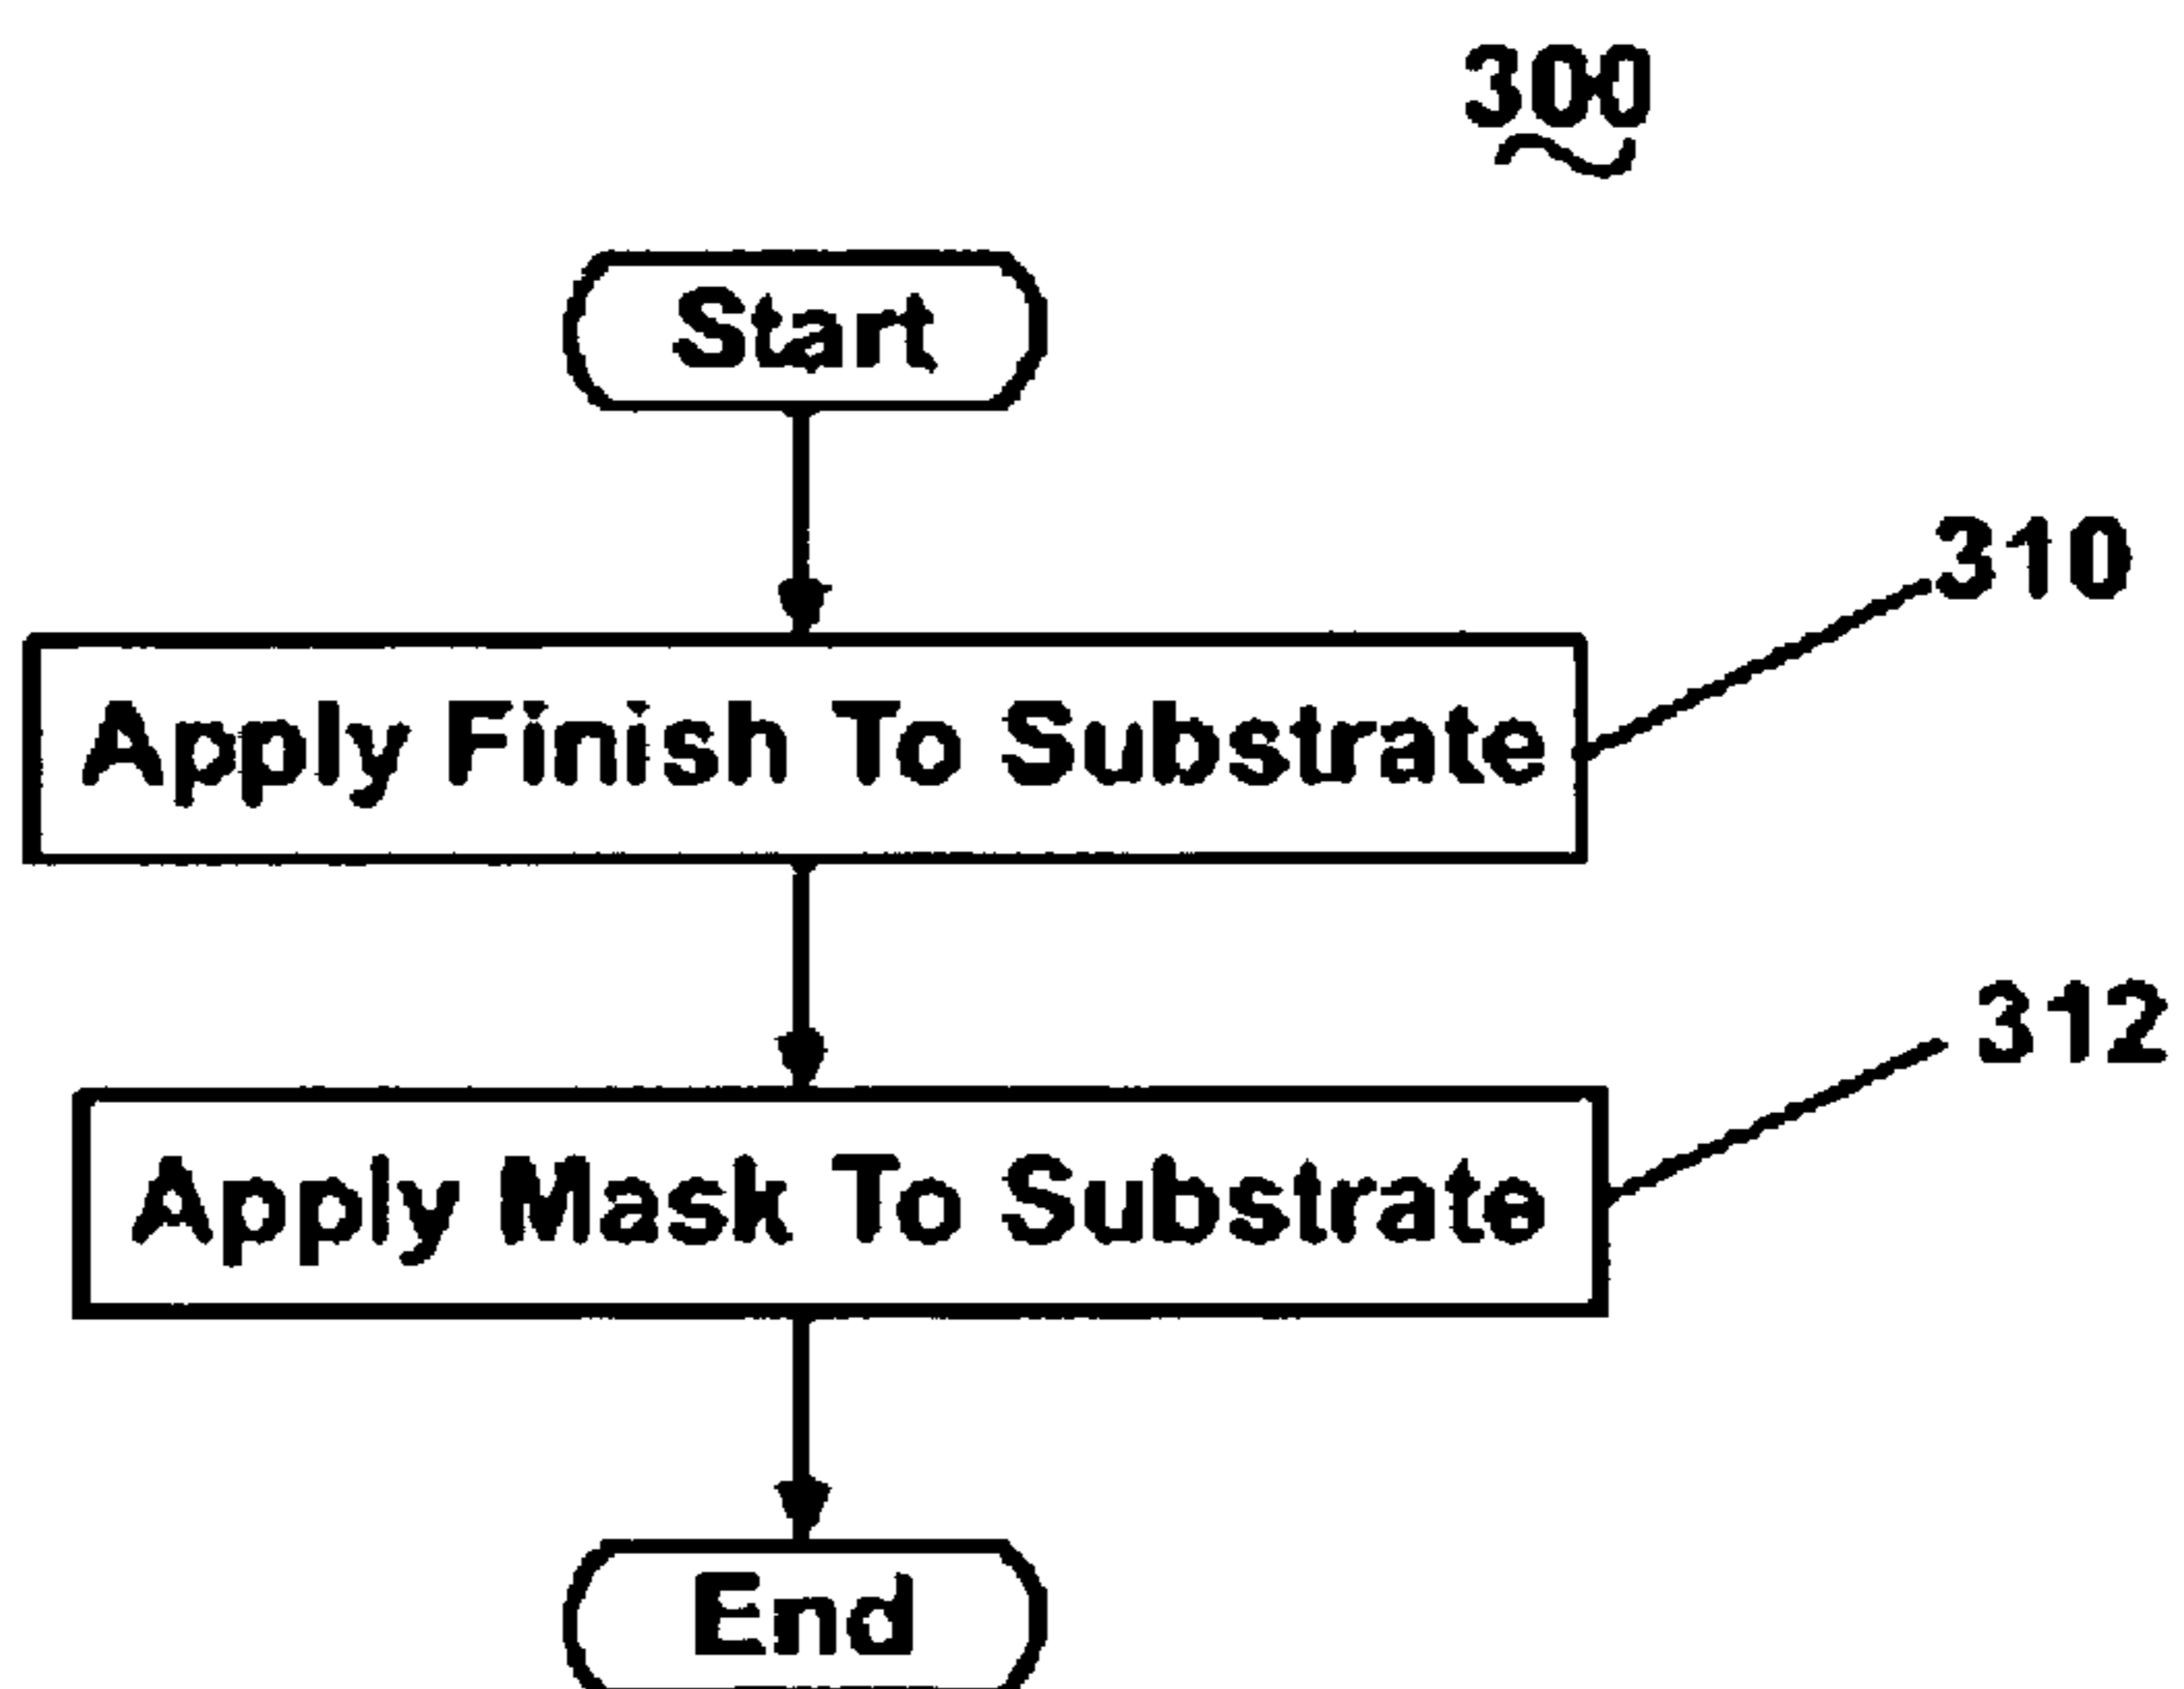 300
Start
310
Apply Finish To Substrate
312
Apply Mask To Substrate
End